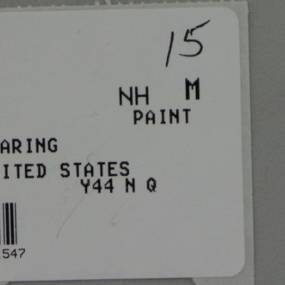 15
NH M
PAINT
ARING
ITED STATES
Y44 N Q
547